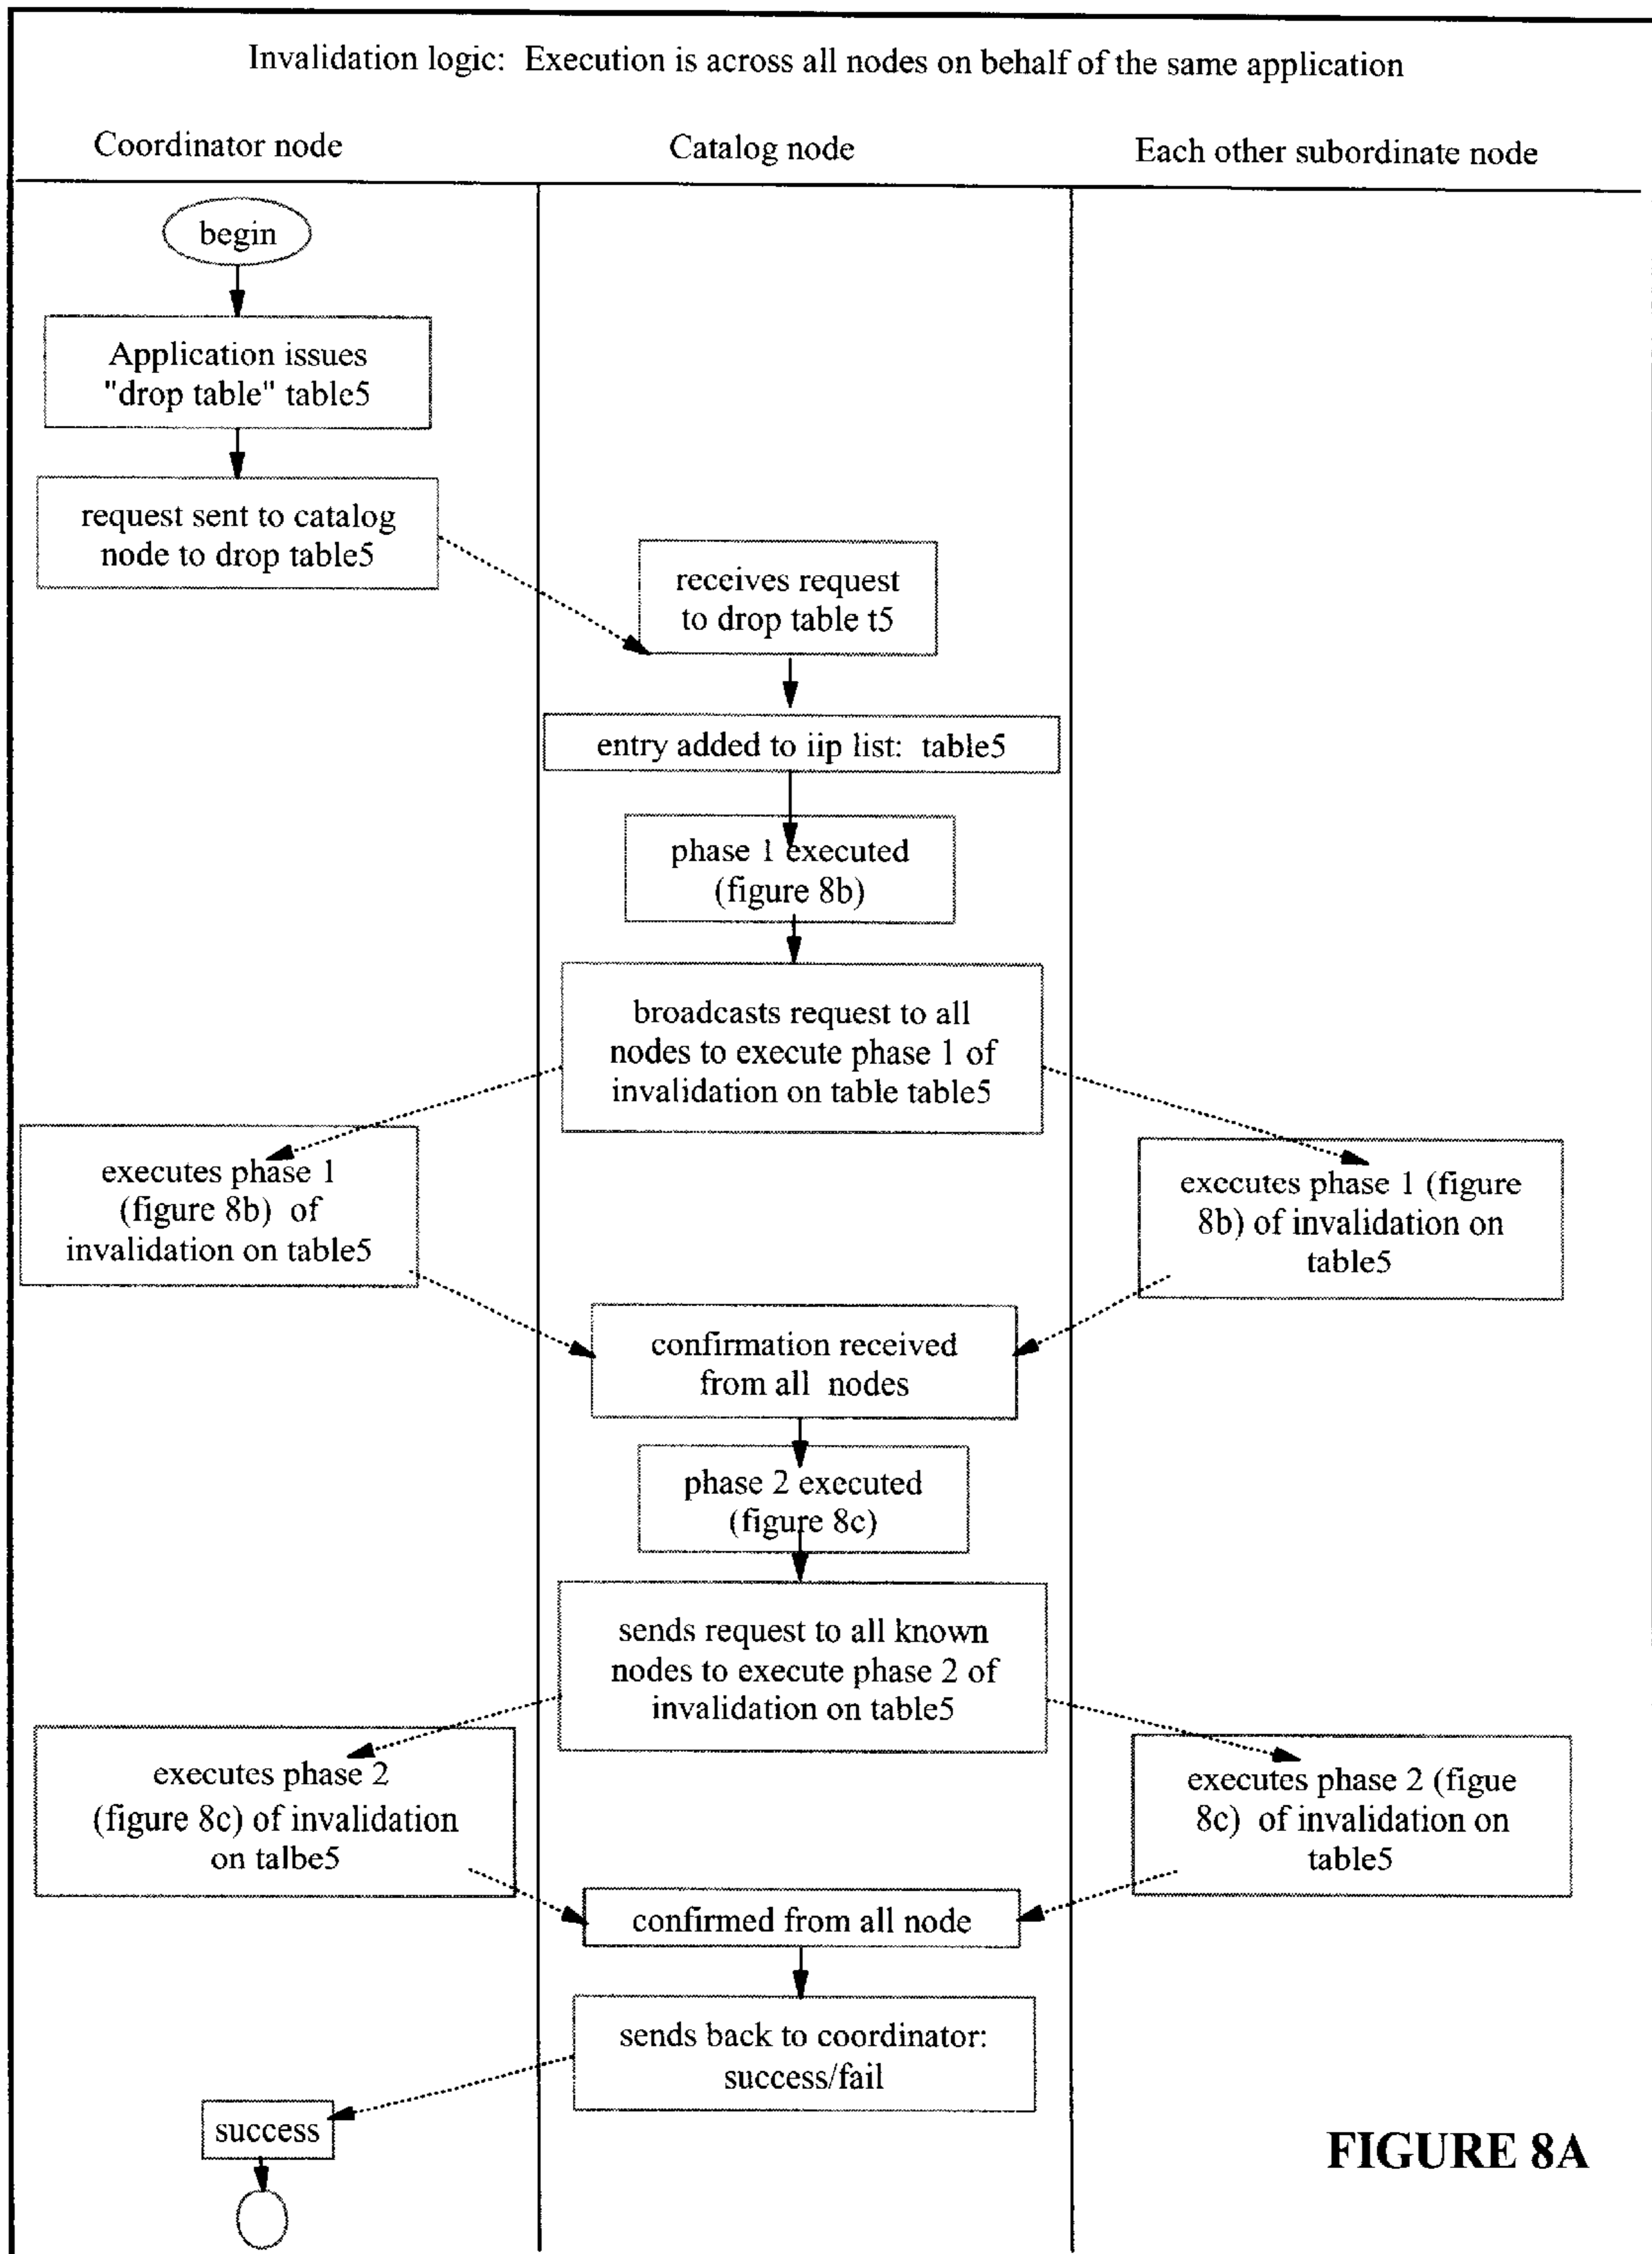 Invalidation logic: Execution is across all nodes on behalf of the same application
Coordinator node
Catalog node
Each other subordinate node
begin
Application issues
"drop table" table5
request sent to catalog
node to drop table5
receives request
to drop table t5
entry added to iip list: table5
phase 1 executed
(figure 8b)
broadcasts request to all
nodes to execute phase 1 of
invalidation on table table5
executes phase 1
(figure 8b) of
invalidation on table5
executes phase 1 (figure
8b) of invalidation on
table5
confirmation received
from all nodes
phase 2 executed
(figure 8c)
sends request to all known
nodes to execute phase 2 of
invalidation on table5
executes phase 2
(figure 8c) of invalidation
on talbe5
executes phase 2 (figue
8c) of invalidation on
table5
confirmed from all node
sends back to coordinator:
success/fail
success
FIGURE 8A